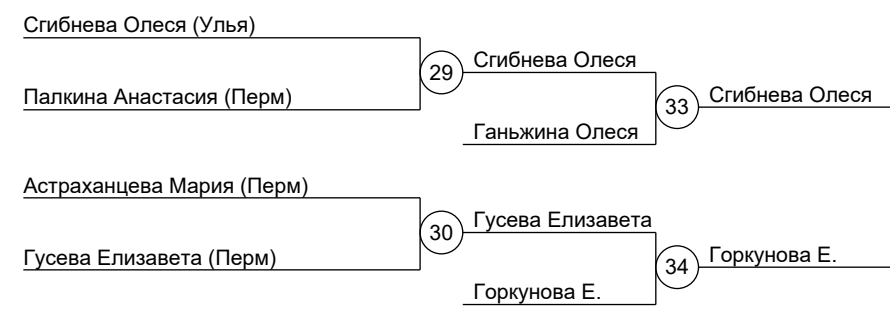 Сгибнева Олеся (Улья)
29
Сгибнева Олеся
Палкина Анастасия (Перм)
33
Сгибнева Олеся
Ганьжина Олеся
Астраханцева Мария (Перм)
30
Гусева Елизавета
Гусева Елизавета (Перм)
34
Горкунова Е.
Горкунова Е.